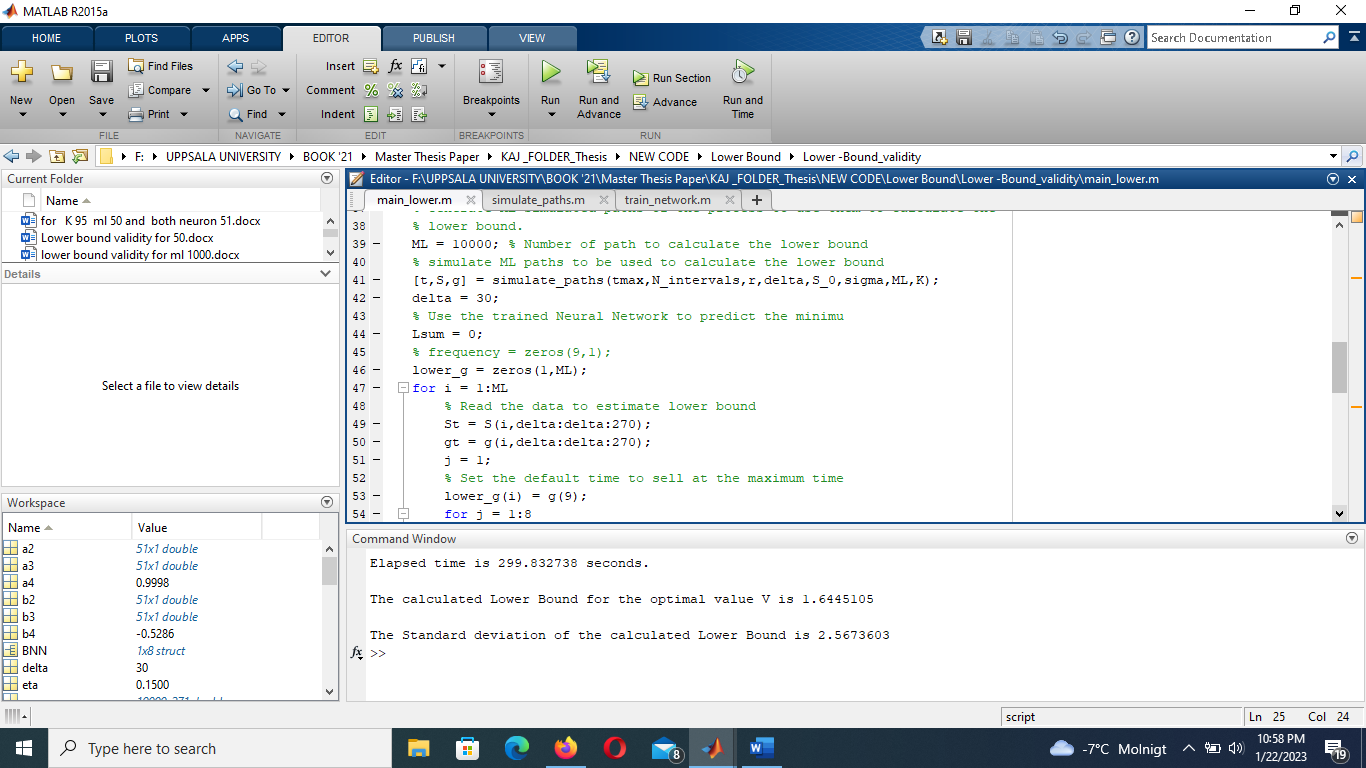 MATLAB R2015a
HOME PLOTS APPS EDITOR PUBLISH VIEW
Search Documentation
New Open Save
Find Files
Compare
Print
Go To
Find
Insert
Comment
Indent
fx
Breakpoints
Run
Run and Advance
Run Section
Advance
Run and Time
FILE NAVIGATE EDIT BREAKPOINTS RUN
F: UPPSALA UNIVERSITY BOOK '21 Master Thesis Paper KAJ _FOLDER_Thesis NEW CODE Lower Bound Lower -Bound_validity
Current Folder
Name
for K 95 ml 50 and both neuron 51.docx
Lower bound validity for 50.docx
lower bound validity for ml 1000.docx
Details
Select a file to view details
Workspace
Name Value
a2 51x1 double
a3 51x1 double
a4 0.9998
b2 51x1 double
b3 51x1 double
b4 -0.5286
BNN 1x8 struct
delta 30
eta 0.1500
Editor - F:\UPPSALA UNIVERSITY\BOOK '21\Master Thesis Paper\KAJ _FOLDER_Thesis\NEW CODE\Lower Bound\Lower -Bound_validity\main_lower.m
main_lower.m simulate_paths.m train_network.m
38 % lower bound.
39 ML = 10000; % Number of path to calculate the lower bound
40 % simulate ML paths to be used to calculate the lower bound
41 [t,S,g] = simulate_paths(tmax,N_intervals,r,delta,S_0,sigma,ML,K);
42 delta = 30;
43 % Use the trained Neural Network to predict the minimu
44 Lsum = 0;
45 % frequency = zeros(9,1);
46 lower_g = zeros(1,ML);
47 for i = 1:ML
48 % Read the data to estimate lower bound
49 St = S(i,delta:delta:270);
50 gt = g(i,delta:delta:270);
51 j = 1;
52 % Set the default time to sell at the maximum time
53 lower_g(i) = g(9);
54 for j = 1:8
Command Window
Elapsed time is 299.832738 seconds.
The calculated Lower Bound for the optimal value V is 1.6445105
The Standard deviation of the calculated Lower Bound is 2.5673603
fx >>
script Ln 25 Col 24
Type here to search
8
-7°C Molnigt
10:58 PM
1/22/2023
19